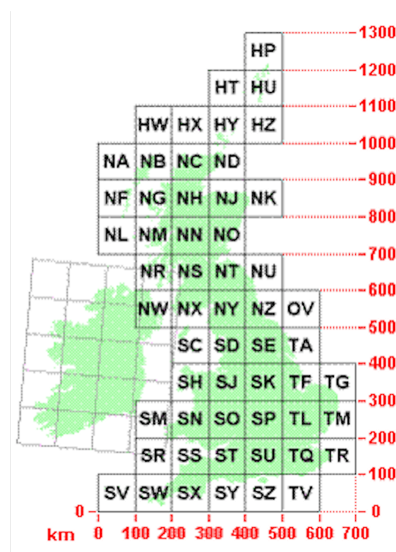 1300
HP
1200
HT HU
1100
HW HX HY HZ
1000
NA NB NC ND
900
NF NG NH NJ NK
800
NL NM NN NO
700
NR NS NT NU
600
NW NX NY NZ OV
500
SC SD SE TA
400
SH SJ SK TF TG
300
SM SN SO SP TL TM
200
SR SS ST SU TQ TR
100
SV SW SX SY SZ TV
0 0
km 0 100 200 300 400 500 600 700